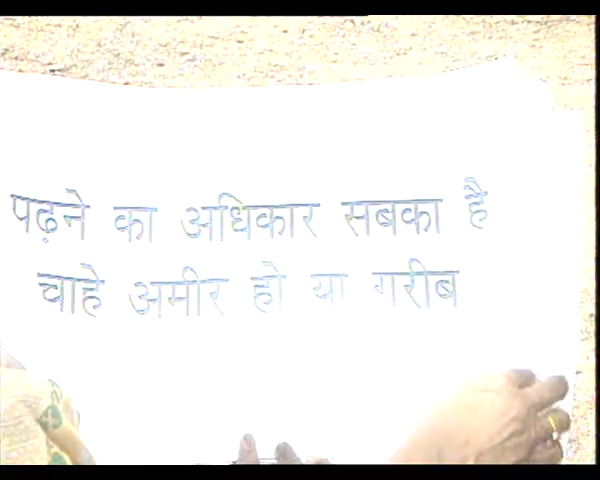 पढ़ने का अधिकार सबका है
चाहे अमीर हो या गरीब